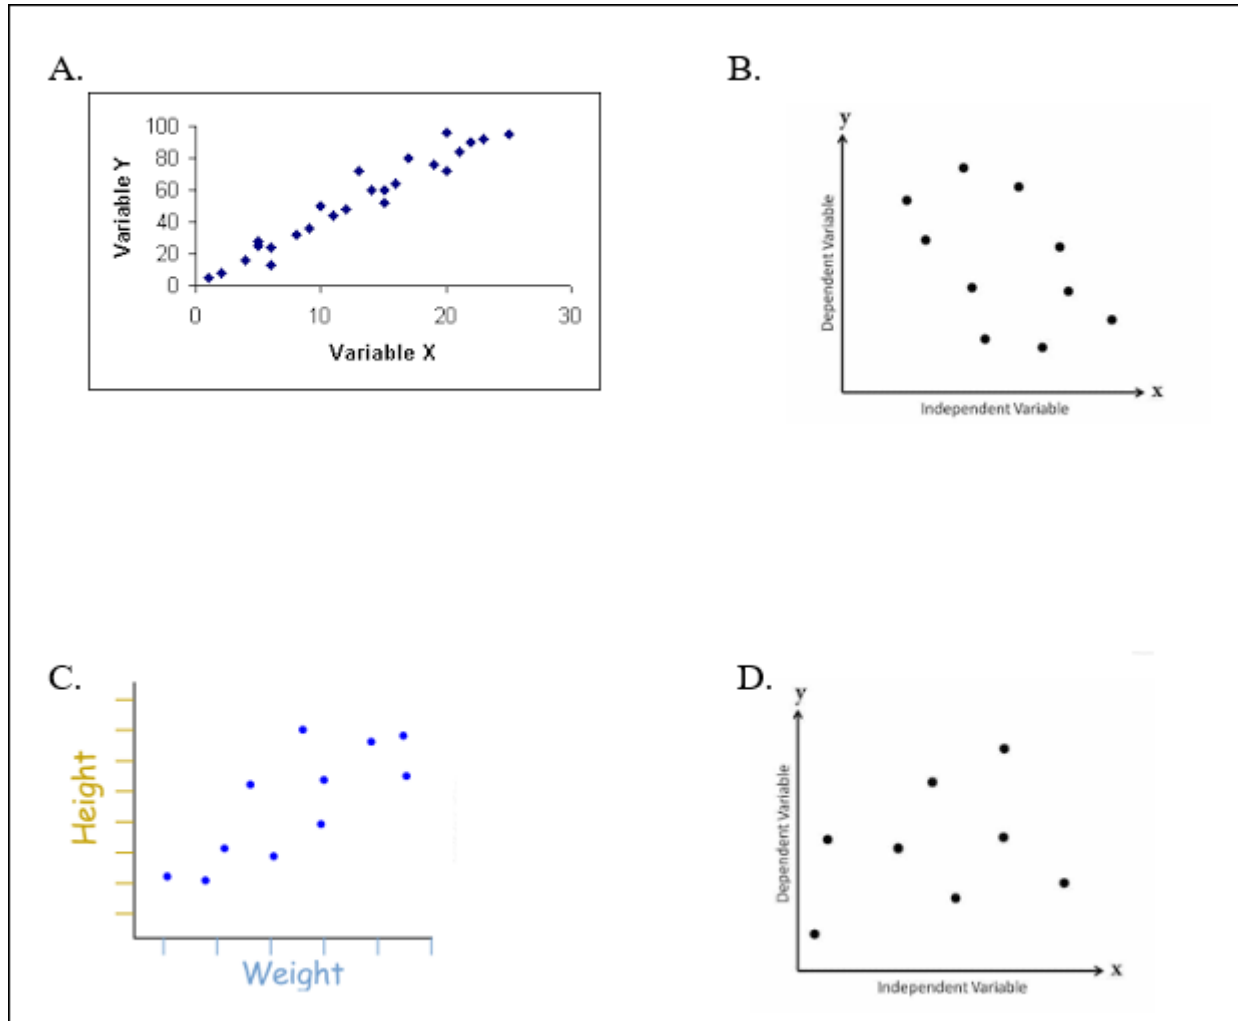 A.
100
80
60
40
20
0
Variable Y
0 10 20 30
Variable X
B.
y
Dependent Variable
x
Independent Variable
C.
Height
Weight
D.
y
Dependent Variable
x
Independent Variable